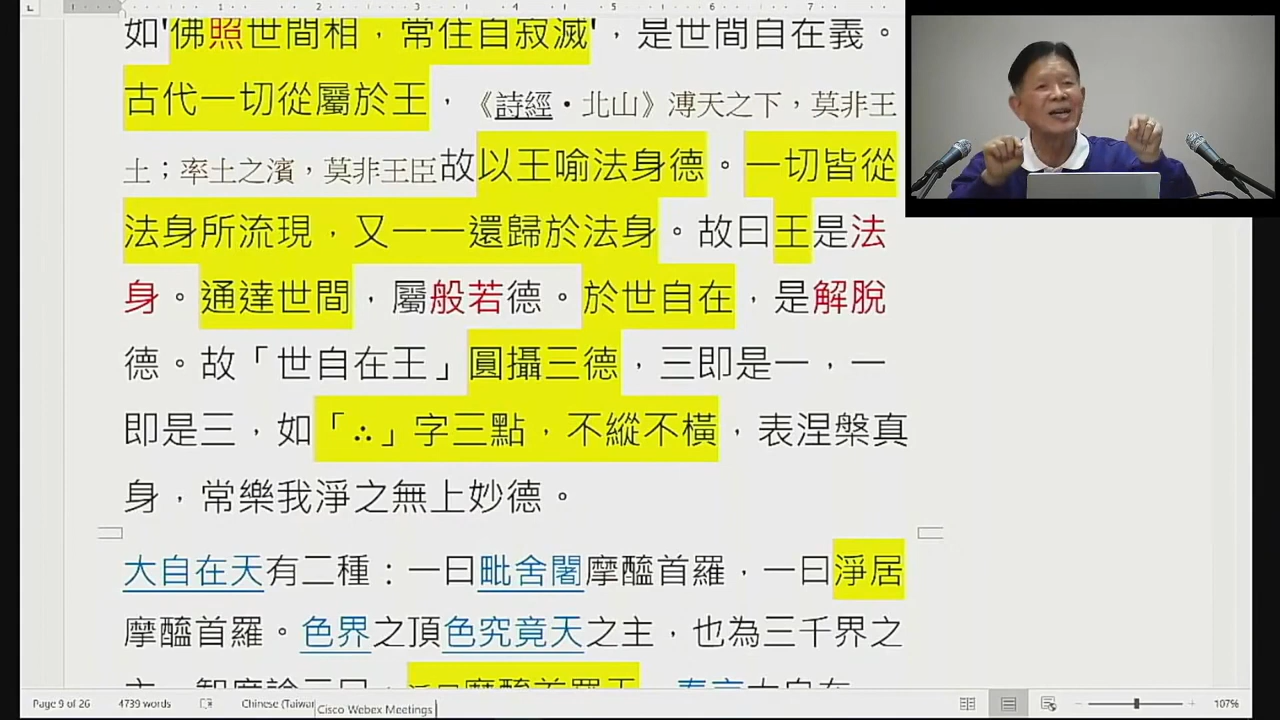 如'佛照世間相，常住自寂滅'，是世間自在義。
古代一切從屬於王，《詩經•北山》溥天之下，莫非王
土；率土之濱，莫非王臣故以王喻法身德。一切皆從
法身所流現，又一一還歸於法身。故曰王是法
身。通達世間，屬般若德。於世自在，是解脫
德。故「世自在王」圓攝三德，三即是一，一
即是三，如「∴」字三點，不縱不橫，表涅槃真
身，常樂我淨之無上妙德。
大自在天有二種：一曰毗舍闍摩醯首羅，一曰淨居
摩醯首羅。色界之頂色究竟天之主，也為三千界之
Page 9 of 26 4739 words Chinese (Taiwan 107%
Cisco Webex Meetings